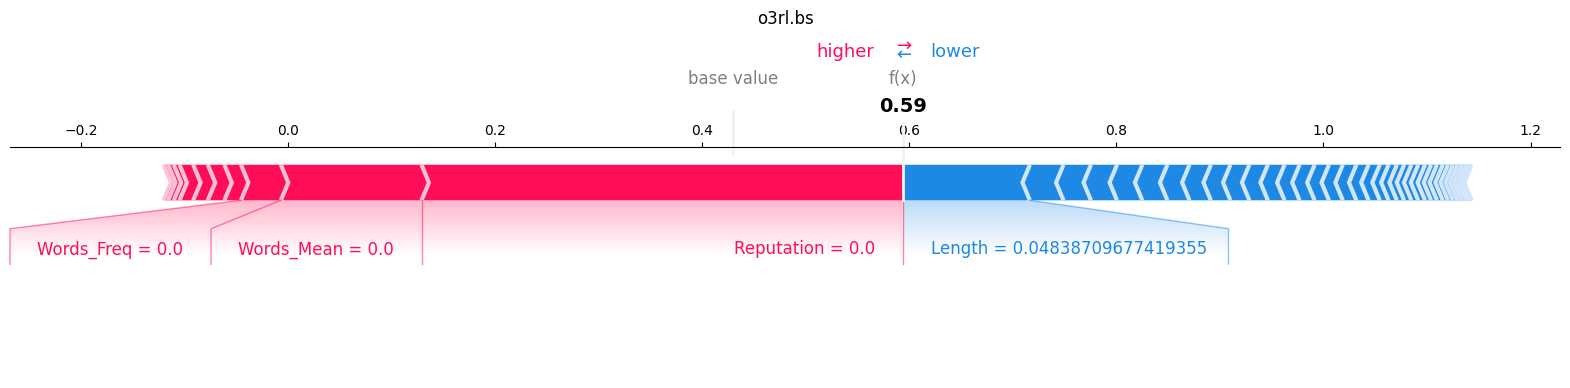 o3rl.bs
higher ⇄ lower
base value f(x)
0.59
−0.2 0.0 0.2 0.4 0.6 0.8 1.0 1.2
Words_Freq = 0.0 Words_Mean = 0.0 Reputation = 0.0 Length = 0.04838709677419355